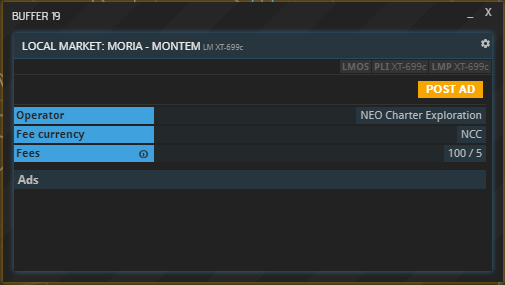 BUFFER 19 _ X
LOCAL MARKET: MORIA - MONTEM LM XT-699c
LMOS PLI XT-699c LMP XT-699c
POST AD
Operator NEO Charter Exploration
Fee currency NCC
Fees 100 / 5
Ads